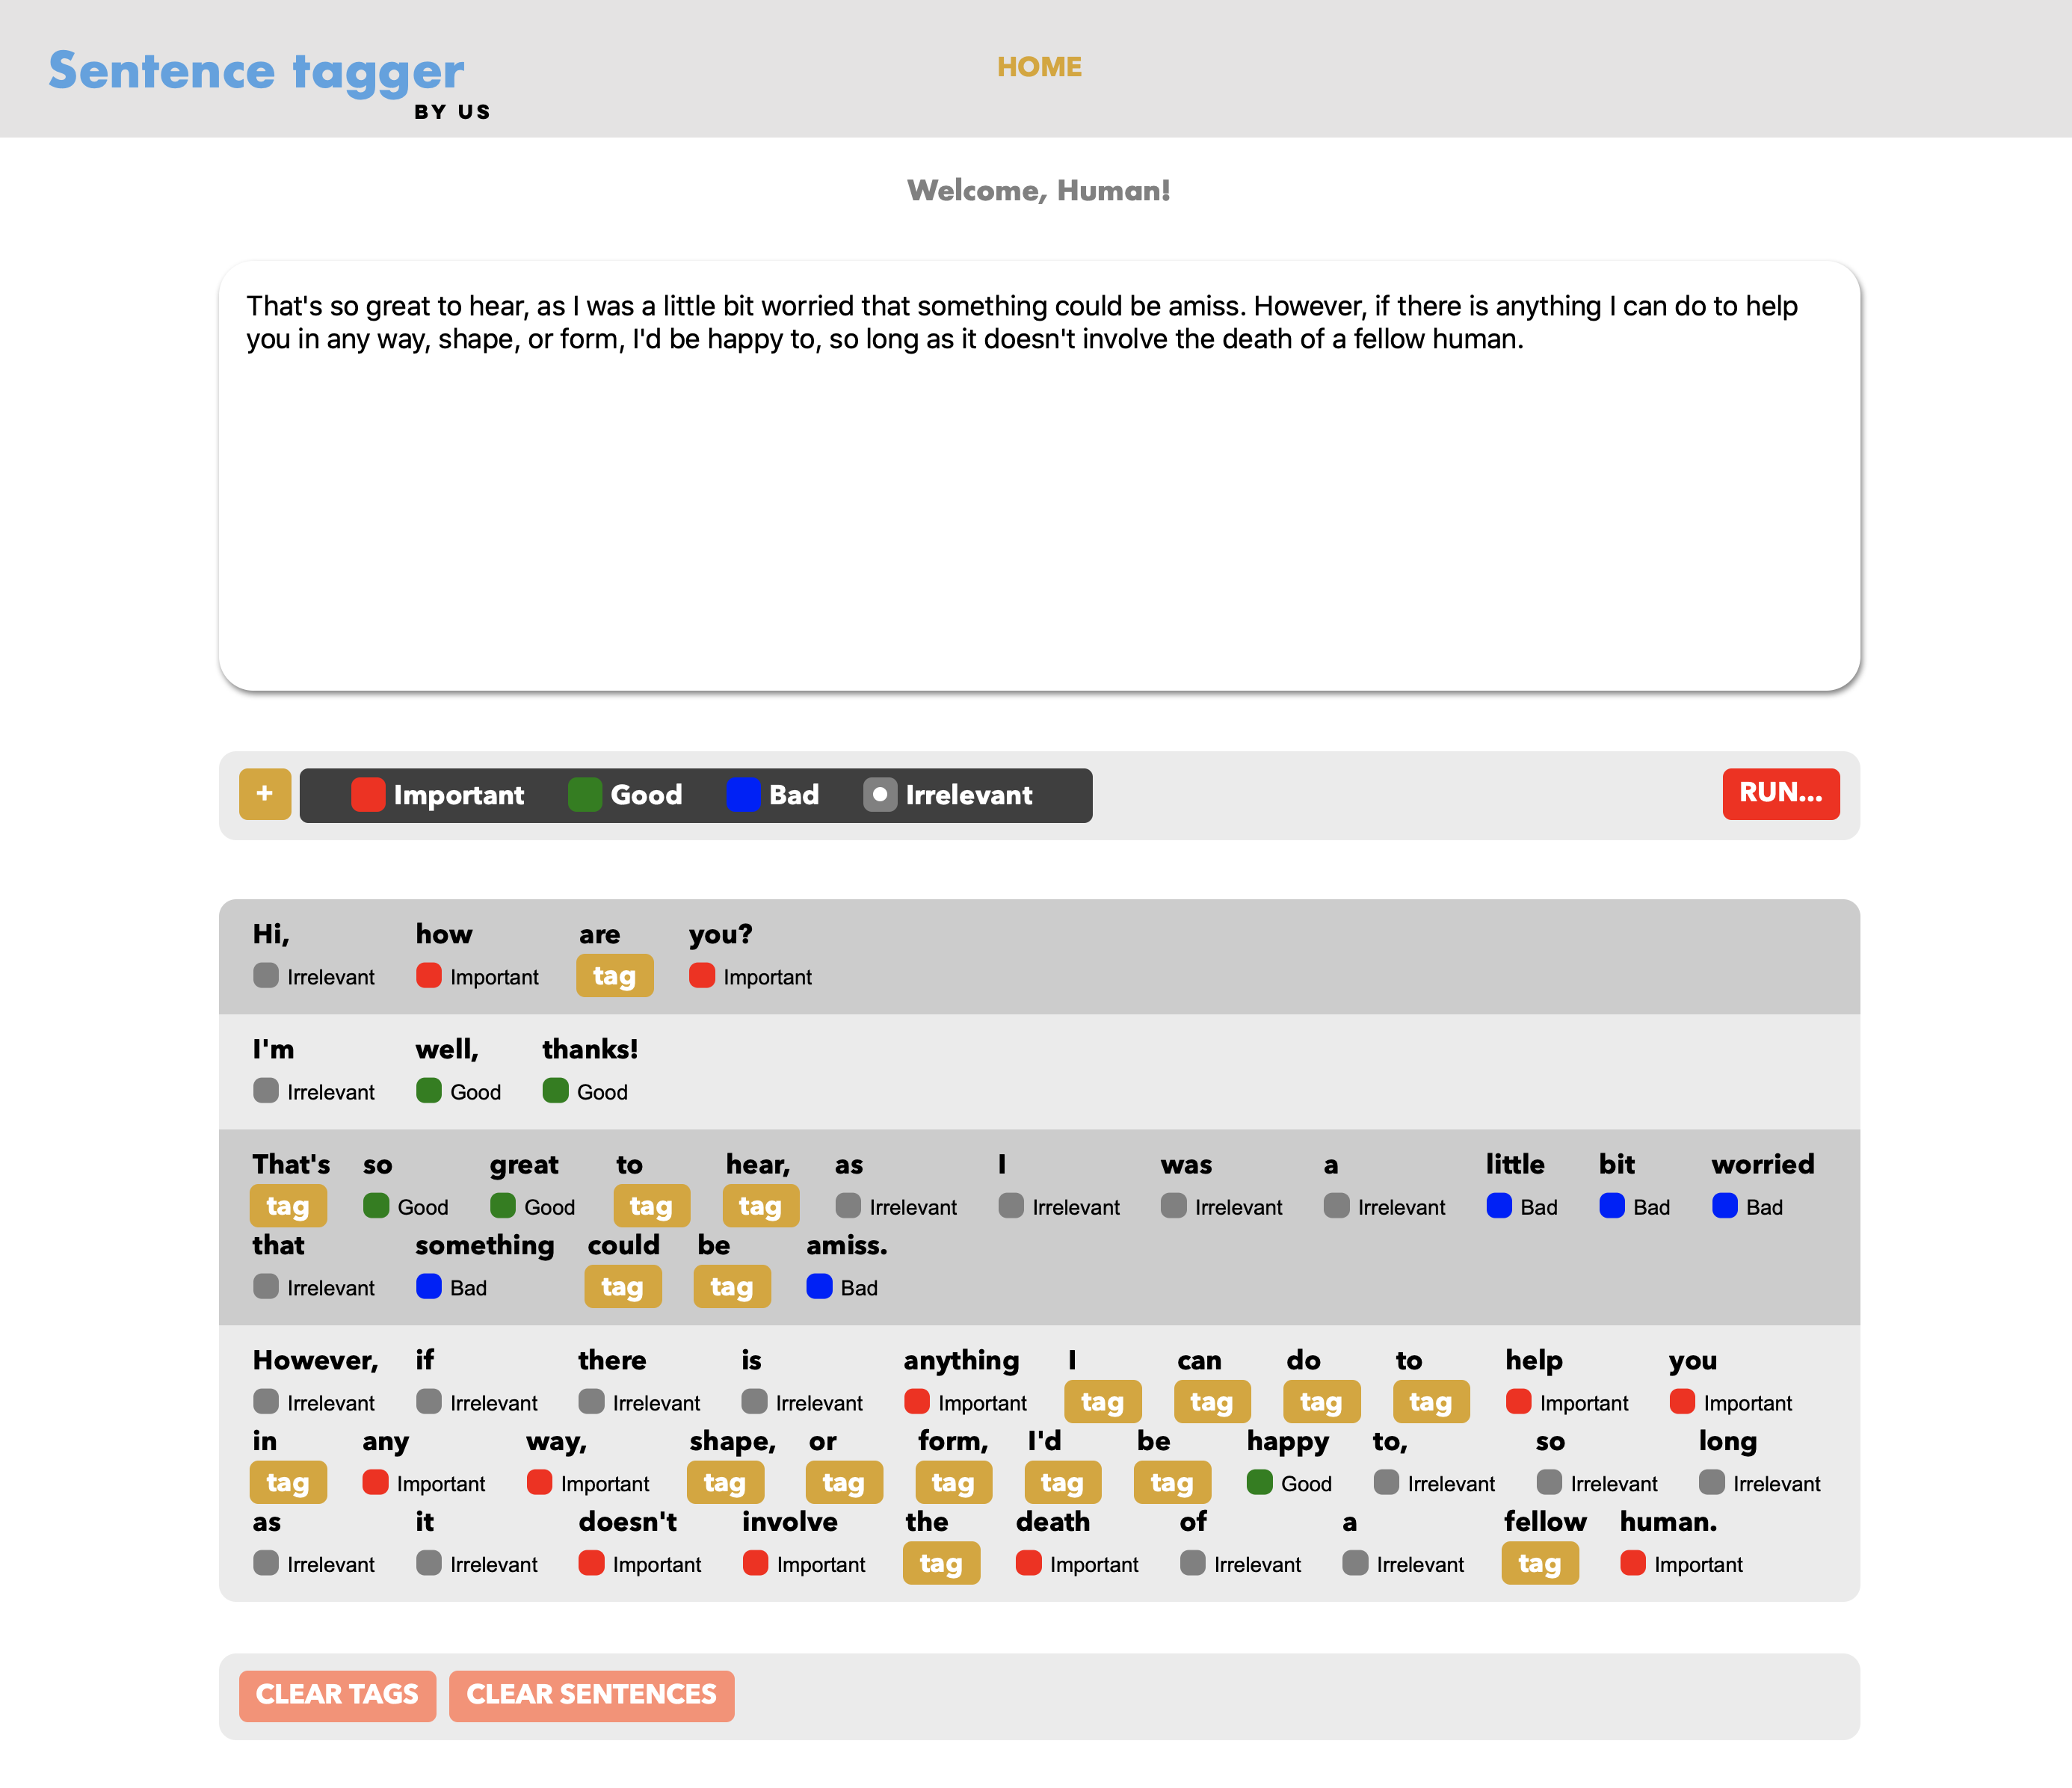 Sentence tagger
BY US
HOME
Welcome, Human!
That's so great to hear, as I was a little bit worried that something could be amiss. However, if there is anything I can do to help
you in any way, shape, or form, I'd be happy to, so long as it doesn't involve the death of a fellow human.
+ Important Good Bad Irrelevant RUN...
Hi, how are you?
Irrelevant Important tag Important
I'm well, thanks!
Irrelevant Good Good
That's so great to hear, as I was a little bit worried
tag Good Good tag tag Irrelevant Irrelevant Irrelevant Irrelevant Bad Bad Bad
that something could be amiss.
Irrelevant Bad tag tag Bad
However, if there is anything I can do to help you
Irrelevant Irrelevant Irrelevant Irrelevant Important tag tag tag tag Important Important
in any way, shape, or form, I'd be happy to, so long
tag Important Important tag tag tag tag tag Good Irrelevant Irrelevant Irrelevant
as it doesn't involve the death of a fellow human.
Irrelevant Irrelevant Important Important tag Important Irrelevant Irrelevant tag Important
CLEAR TAGS CLEAR SENTENCES